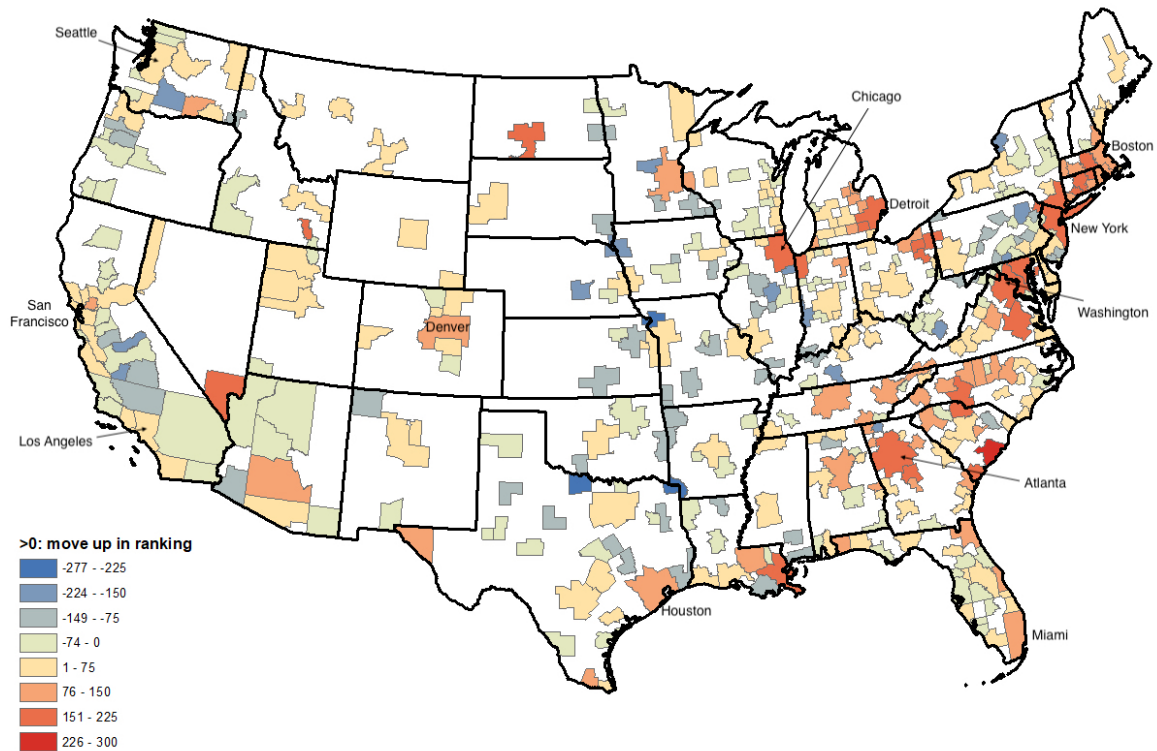 Seattle
Chicago
Boston
Detroit
New York
San
Francisco
Washington
Denver
Los Angeles
Atlanta
Houston
Miami
>0: move up in ranking
-277 - -225
-224 - -150
-149 - -75
-74 - 0
1 - 75
76 - 150
151 - 225
226 - 300